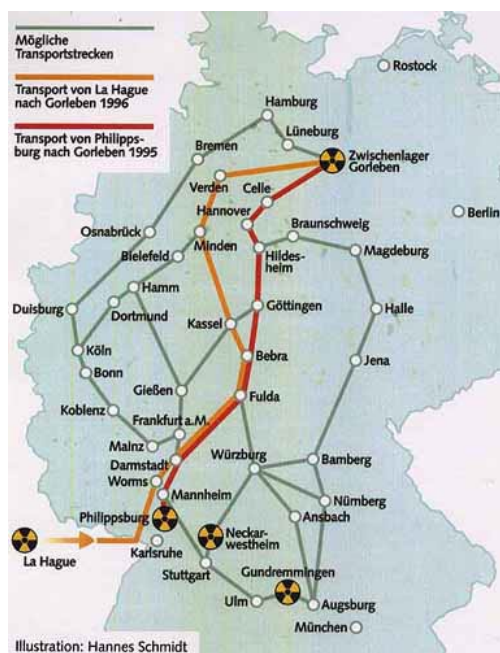 Mögliche
Transportstrecken
Transport von La Hague
nach Gorleben 1996
Transport von Philipps-
burg nach Gorleben 1995
Rostock
Hamburg
Lüneburg
Bremen
Zwischenlager
Gorleben
Verden
Celle
Hannover
Berlin
Osnabrück
Braunschweig
Minden
Bielefeld
Hildes-
heim
Magdeburg
Hamm
Duisburg
Dortmund
Göttingen
Halle
Kassel
Köln
Bebra
Jena
Bonn
Gießen
Fulda
Koblenz
Frankfurt a.M.
Mainz
Würzburg
Bamberg
Darmstadt
Worms
Mannheim
Nürnberg
Ansbach
Philippsburg
Neckar-
westheim
La Hague
Karlsruhe
Stuttgart
Gundremmingen
Ulm
Augsburg
München
Illustration: Hannes Schmidt